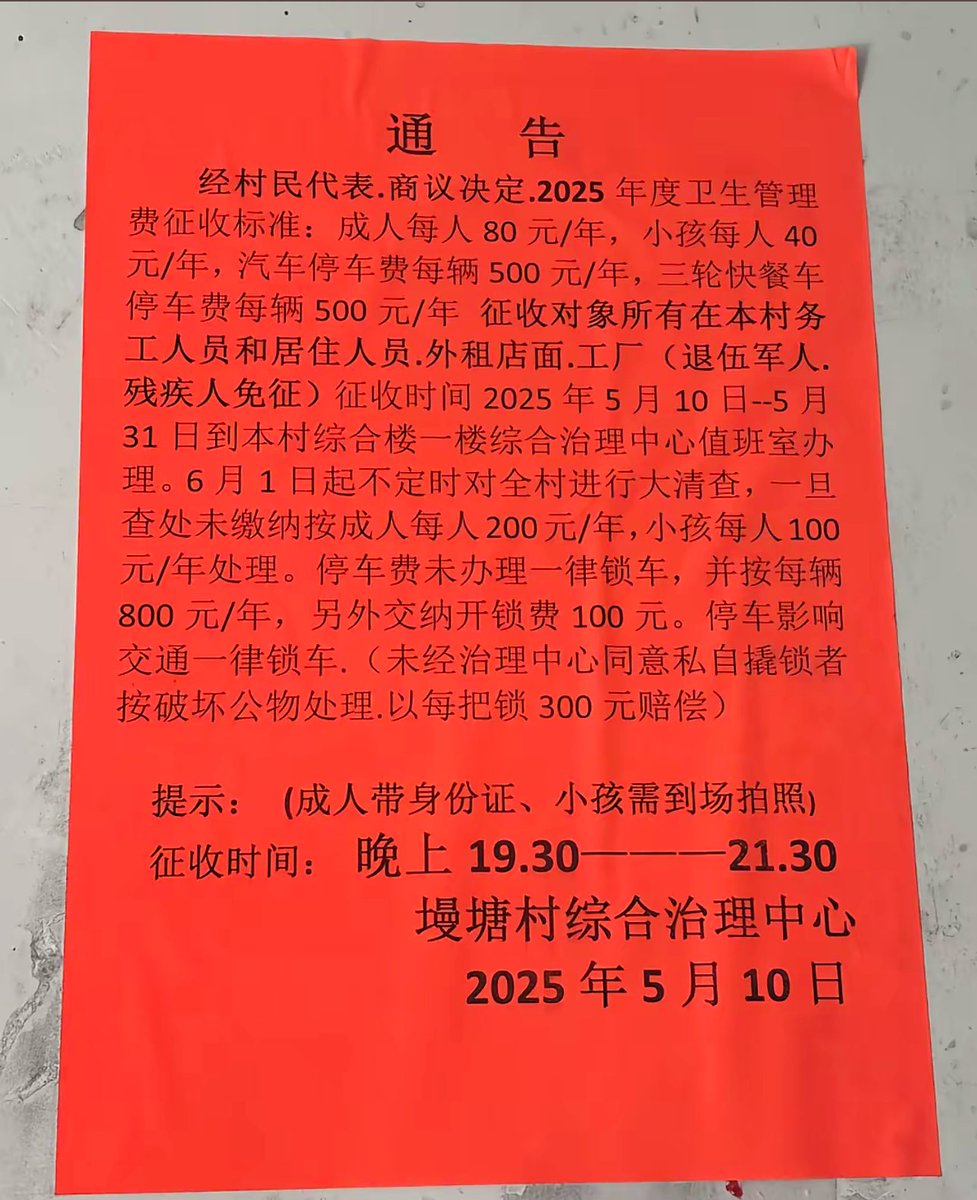 通 告
经村民代表.商议决定.2025 年度卫生管理
费征收标准：成人每人 80 元/年，小孩每人 40
元/年，汽车停车费每辆 500 元/年，三轮快餐车
停车费每辆 500 元/年 征收对象所有在本村务
工人员和居住人员.外租店面.工厂（退伍军人.
残疾人免征）征收时间 2025 年 5 月 10 日--5 月
31 日到本村综合楼一楼综合治理中心值班室办
理。6 月 1 日起不定时对全村进行大清查，一旦
查处未缴纳按成人每人 200 元/年，小孩每人 100
元/年处理。停车费未办理一律锁车，并按每辆
800 元/年，另外交纳开锁费 100 元。停车影响
交通一律锁车.（未经治理中心同意私自撬锁者
按破坏公物处理.以每把锁 300 元赔偿）
提示： (成人带身份证、小孩需到场拍照)
征收时间： 晚上 19.30———21.30
墁塘村综合治理中心
2025 年 5 月 10 日